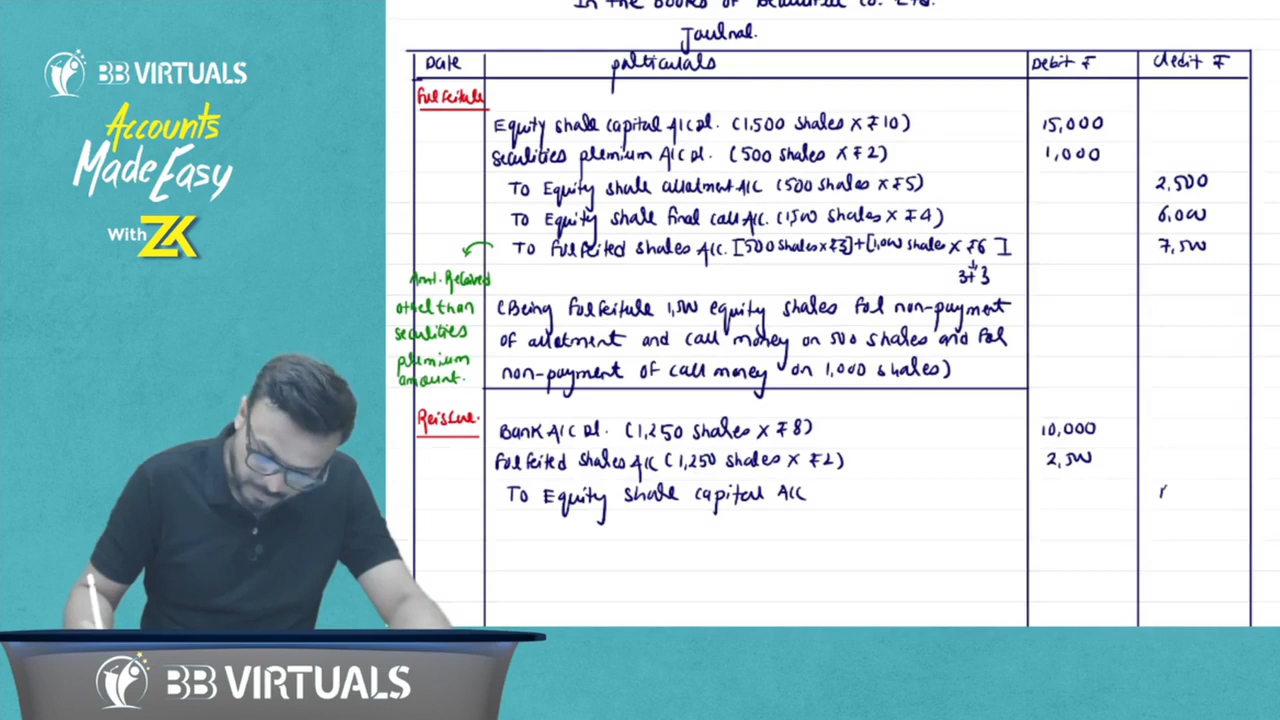 BB VIRTUALS
Accounts
Made Easy
With ZK
In the Books of Co. Ltd.
Journal.
Date particulars Debit ₹ Credit ₹
Forfeiture
Equity share capital A/C Dr. (1,500 shares x ₹10) 15,000
securities premium A/C Dr. (500 shares x ₹2) 1,000
To Equity share allotment A/C (500 shares x ₹5) 2,500
To Equity share final call A/C. (1,500 shares x ₹4) 6,000
To forfeited shares A/C. [500 shares x ₹3] + [1,000 shares x ₹6] 7,500
3+3
Amt. Received
other than
securities
premium
amount.
(Being forfeiture 1,500 equity shares for non-payment
of allotment and call money on 500 shares and for
non-payment of call money on 1,000 shares)
Reissue.
Bank A/C Dr. (1,250 shares x ₹8) 10,000
forfeited shares A/C (1,250 shares x ₹2) 2,500
To Equity share capital A/C
BB VIRTUALS